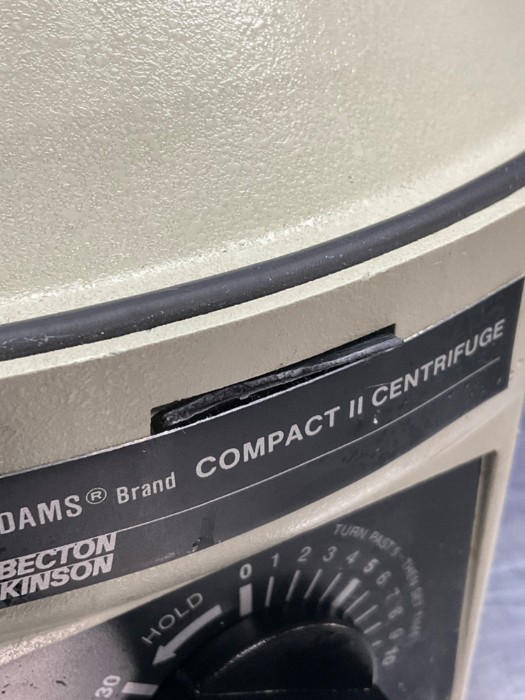 DAMS® Brand COMPACT II CENTRIFUGE
BECTON
KINSON
TURN PAST 5 - THEN SET TIME
HOLD 0 1 2 3 4 5 6 7 8 9 10
30